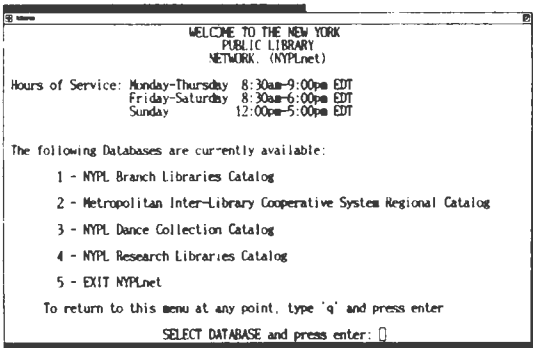 WELCOME TO THE NEW YORK
PUBLIC LIBRARY
NETWORK. (NYPLnet)
Hours of Service: Monday-Thursday 8:30am-9:00pm EDT
Friday-Saturday 8:30am-6:00pm EDT
Sunday 12:00pm-5:00pm EDT
The following Databases are currently available:
1 - NYPL Branch Libraries Catalog
2 - Metropolitan Inter-Library Cooperative System Regional Catalog
3 - NYPL Dance Collection Catalog
4 - NYPL Research Libraries Catalog
5 - EXIT NYPLnet
To return to this menu at any point, type 'q' and press enter
SELECT DATABASE and press enter: